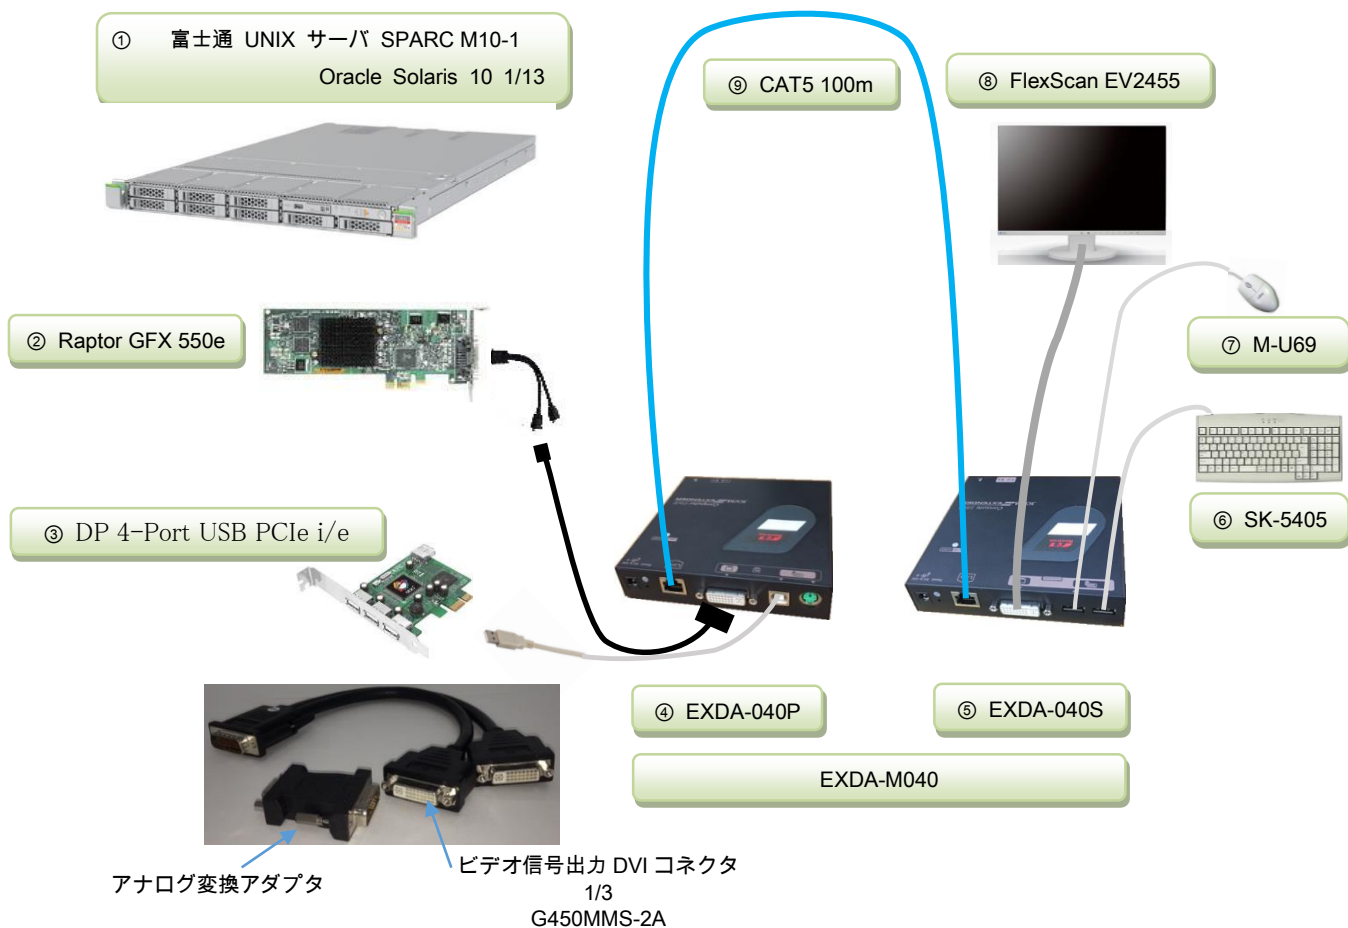 ① 富士通 UNIX サーバ SPARC M10-1
Oracle Solaris 10 1/13
⑨ CAT5 100m
⑧ FlexScan EV2455
② Raptor GFX 550e
⑦ M-U69
③ DP 4-Port USB PCIe i/e
⑥ SK-5405
④ EXDA-040P
⑤ EXDA-040S
EXDA-M040
アナログ変換アダプタ
ビデオ信号出力 DVI コネクタ
1/3
G450MMS-2A